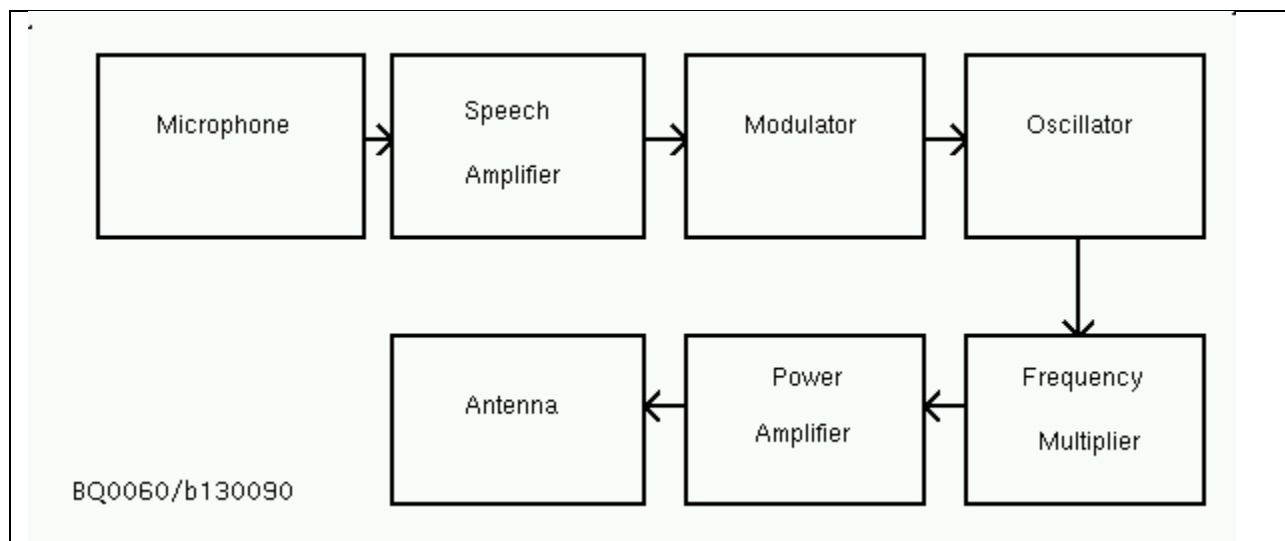 Microphone
Speech
Amplifier
Modulator
Oscillator
Frequency
Multiplier
Power
Amplifier
Antenna
BQ0060/b130090